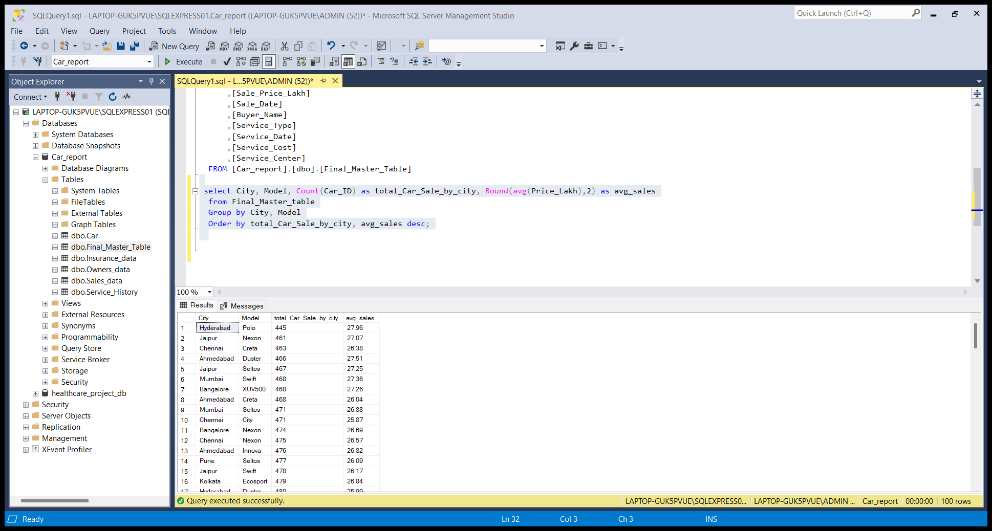 SQLQuery1.sql - LAPTOP-GUK5PVUE\SQLEXPRESS01.Car_report (LAPTOP-GUK5PVUE\ADMIN (52))* - Microsoft SQL Server Management Studio
Quick Launch (Ctrl+Q)
File Edit View Query Project Tools Window Help
New Query
Car_report
Execute
Object Explorer
Connect
LAPTOP-GUK5PVUE\SQLEXPRESS01 (SQL
Databases
System Databases
Database Snapshots
Car_report
Database Diagrams
Tables
System Tables
FileTables
External Tables
Graph Tables
dbo.Car
dbo.Final_Master_Table
dbo.Insurance_data
dbo.Owners_data
dbo.Sales_data
dbo.Service_History
Views
External Resources
Synonyms
Programmability
Query Store
Service Broker
Storage
Security
healthcare_project_db
Security
Server Objects
Replication
Management
XEvent Profiler
SQLQuery1.sql - L...5PVUE\ADMIN (52))*
,[Sale_Price_Lakh]
,[Sale_Date]
,[Buyer_Name]
,[Service_Type]
,[Service_Date]
,[Service_Cost]
,[Service_Center]
FROM [Car_report].[dbo].[Final_Master_Table]
select City, Model, Count(Car_ID) as total_Car_Sale_by_city, Round(avg(Price_Lakh),2) as avg_sales
from Final_Master_table
Group by City, Model
Order by total_Car_Sale_by_city, avg_sales desc;
100 %
Results Messages
City Model total_Car_Sale_by_city avg_sales
1 Hyderabad Polo 445 27.96
2 Jaipur Nexon 461 27.07
3 Chennai Creta 463 26.38
4 Ahmedabad Duster 466 27.51
5 Jaipur Seltos 467 27.25
6 Mumbai Swift 468 27.36
7 Bangalore XUV500 468 27.26
8 Ahmedabad Creta 468 26.04
9 Mumbai Seltos 471 26.88
10 Chennai City 471 25.87
11 Bangalore Nexon 474 26.69
12 Chennai Nexon 475 26.57
13 Ahmedabad Innova 476 26.82
14 Pune Seltos 477 26.09
15 Jaipur Swift 478 26.17
16 Kolkata Ecosport 479 26.84
17 Hyderabad Duster
Query executed successfully.
LAPTOP-GUK5PVUE\SQLEXPRESS0... LAPTOP-GUK5PVUE\ADMIN ... Car_report 00:00:00 100 rows
Ready Ln 32 Col 3 Ch 3 INS